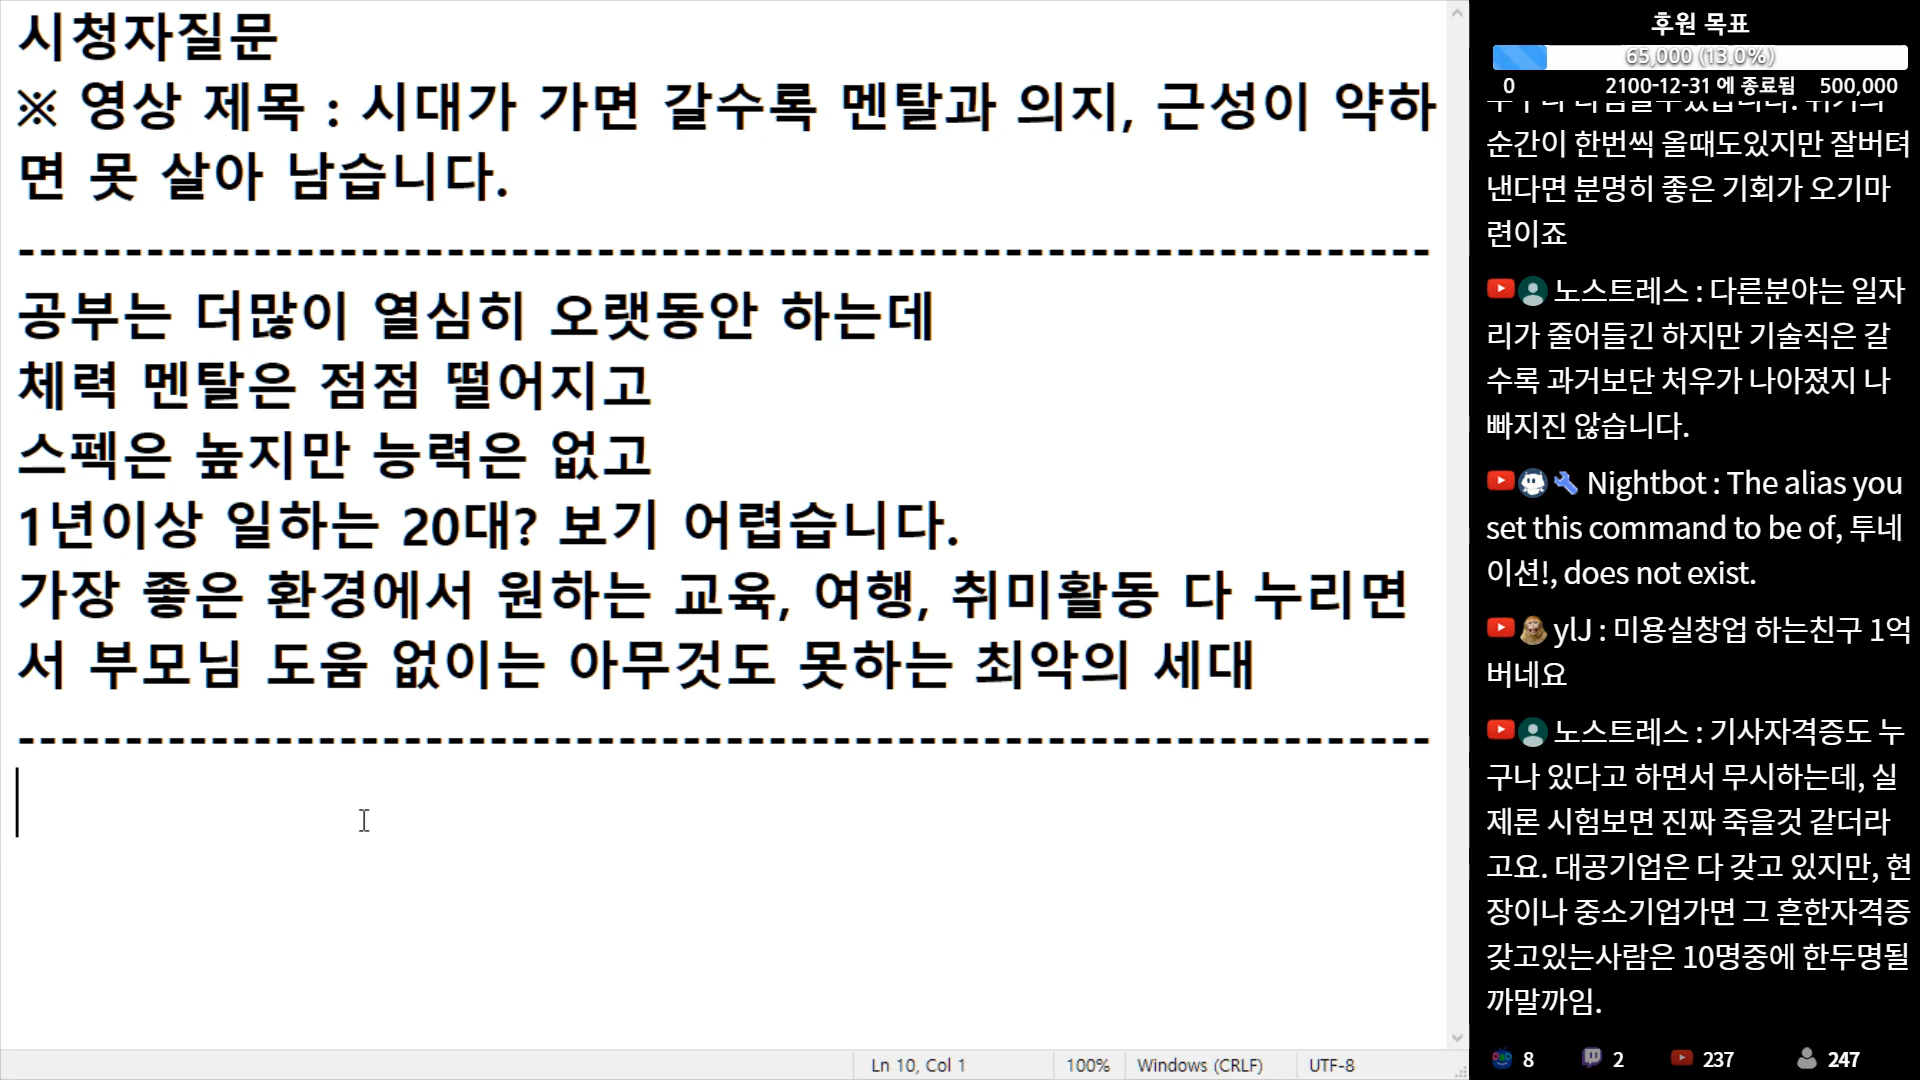 시청자질문
※ 영상 제목 : 시대가 가면 갈수록 멘탈과 의지, 근성이 약하
면 못 살아 남습니다.
--------------------------------------------------------------
공부는 더많이 열심히 오랫동안 하는데
체력 멘탈은 점점 떨어지고
스펙은 높지만 능력은 없고
1년이상 일하는 20대? 보기 어렵습니다.
가장 좋은 환경에서 원하는 교육, 여행, 취미활동 다 누리면
서 부모님 도움 없이는 아무것도 못하는 최악의 세대
--------------------------------------------------------------
Ln 10, Col 1
100%
Windows (CRLF)
UTF-8
후원 목표
65,000 (13.0%)
0 2100-12-31 에 종료됨 500,000
순간이 한번씩 올때도있지만 잘버텨
낸다면 분명히 좋은 기회가 오기마
련이죠
노스트레스 : 다른분야는 일자
리가 줄어들긴 하지만 기술직은 갈
수록 과거보단 처우가 나아졌지 나
빠지진 않습니다.
Nightbot : The alias you
set this command to be of, 투네
이션!, does not exist.
ylJ : 미용실창업 하는친구 1억
버네요
노스트레스 : 기사자격증도 누
구나 있다고 하면서 무시하는데, 실
제론 시험보면 진짜 죽을것 같더라
고요. 대공기업은 다 갖고 있지만, 현
장이나 중소기업가면 그 흔한자격증
갖고있는사람은 10명중에 한두명될
까말까임.
8 2 237 247